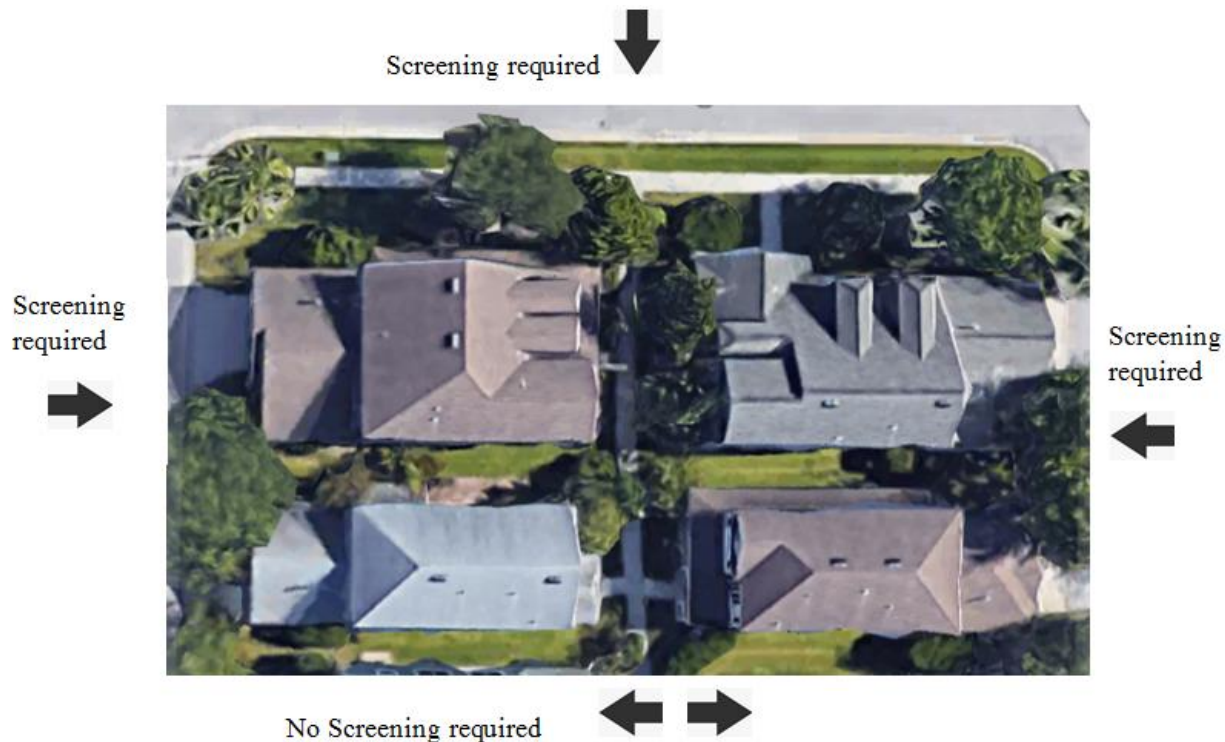 Screening required
Screening
required
Screening
required
No Screening required